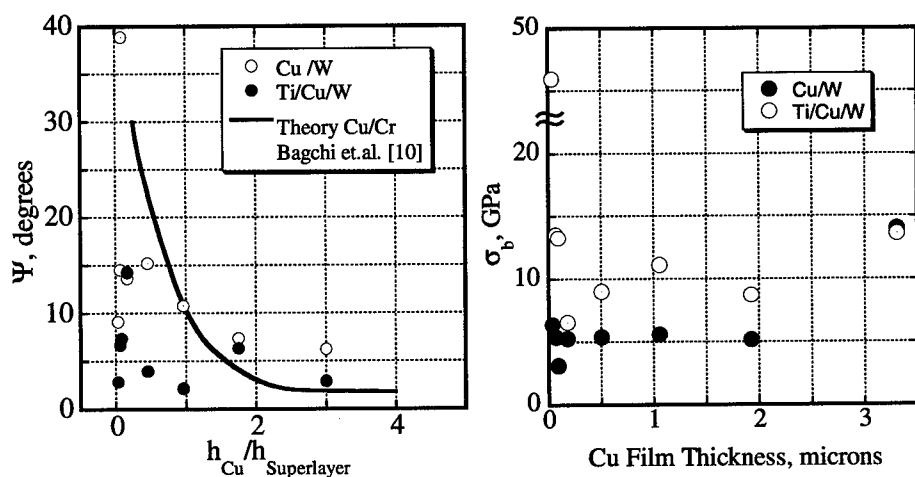 40
30
20
10
0
Ψ, degrees
Cu /W
Ti/Cu/W
Theory Cu/Cr
Bagchi et.al. [10]
0 1 2 4
h_Cu/h_Superlayer
50
20
10
0
σ_b, GPa
Cu/W
Ti/Cu/W
0 1 2 3
Cu Film Thickness, microns